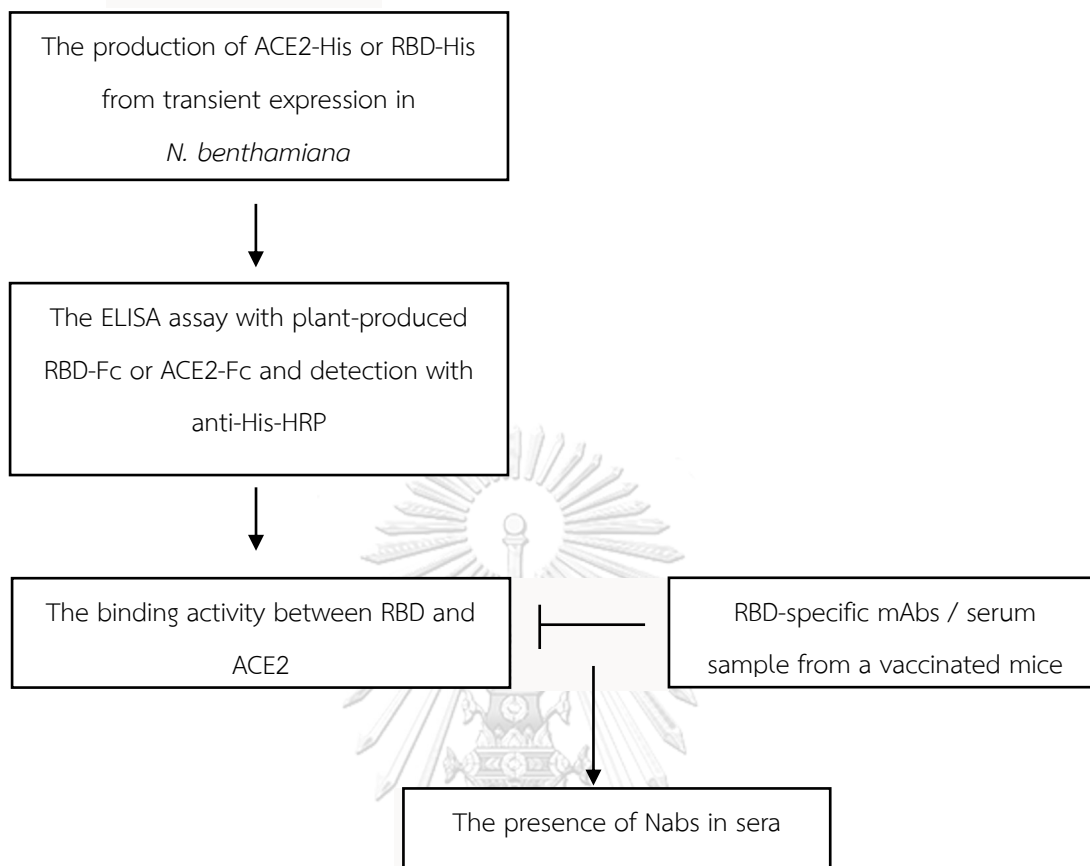 The production of ACE2-His or RBD-His
from transient expression in
N. benthamiana
The ELISA assay with plant-produced
RBD-Fc or ACE2-Fc and detection with
anti-His-HRP
The binding activity between RBD and
ACE2
RBD-specific mAbs / serum
sample from a vaccinated mice
The presence of Nabs in sera